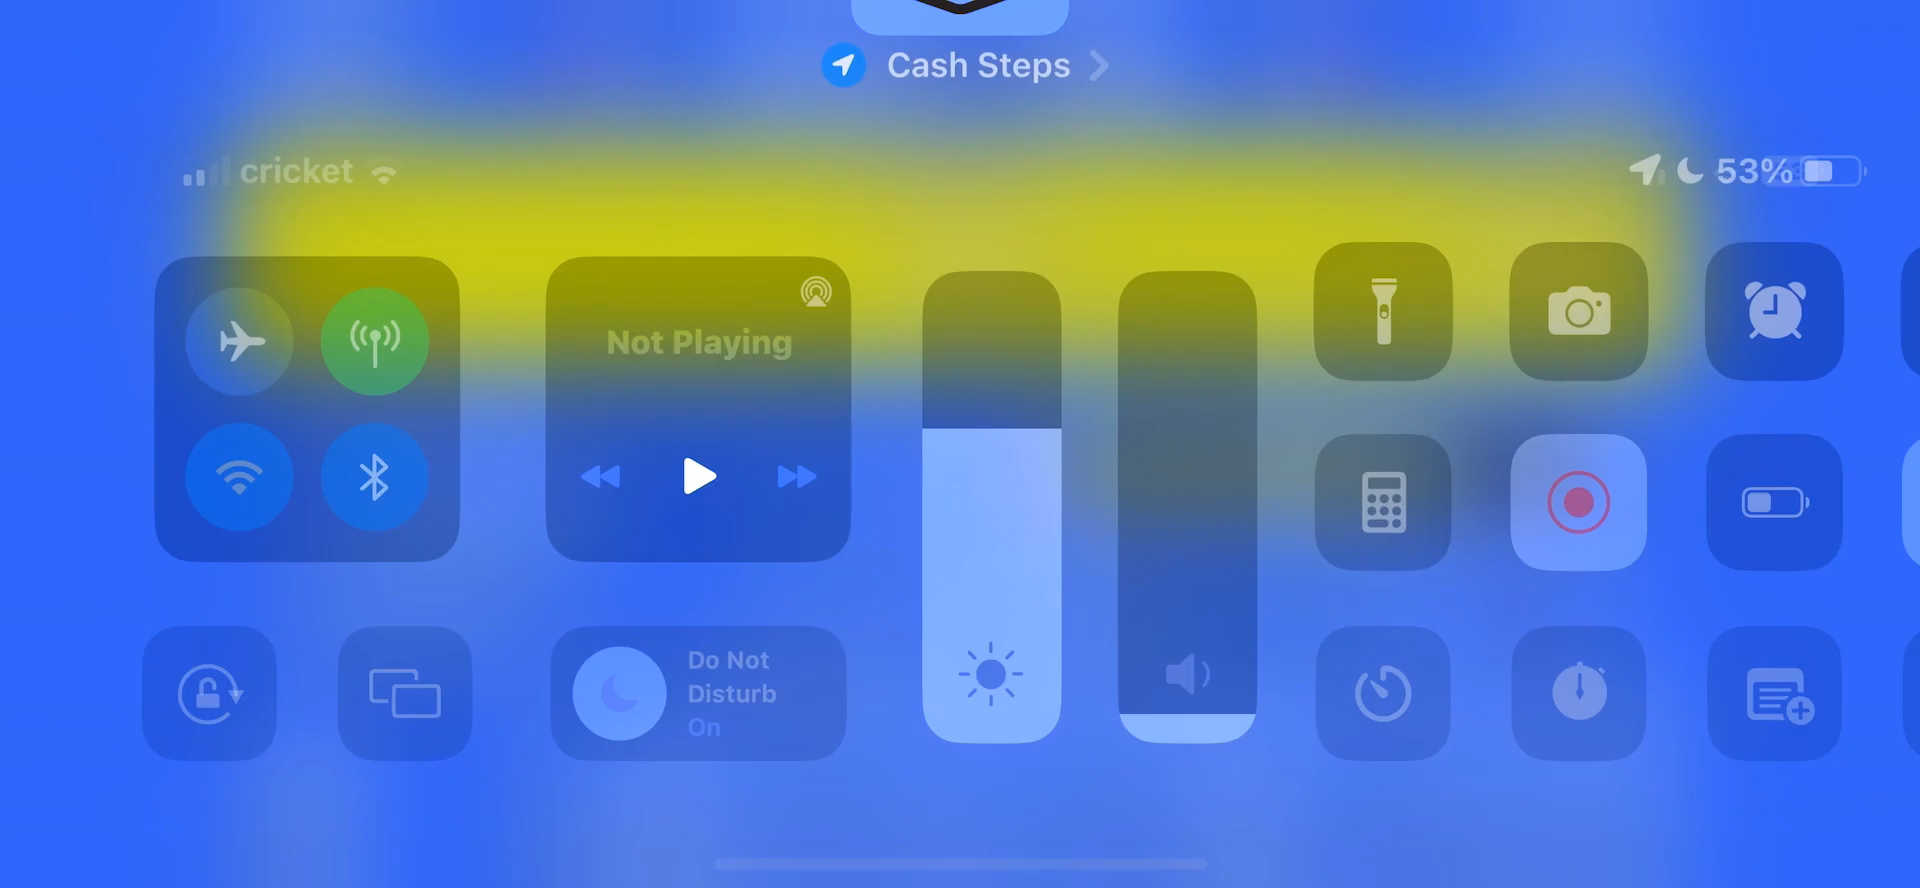 Cash Steps
cricket
53%
Not Playing
Do Not
Disturb
On